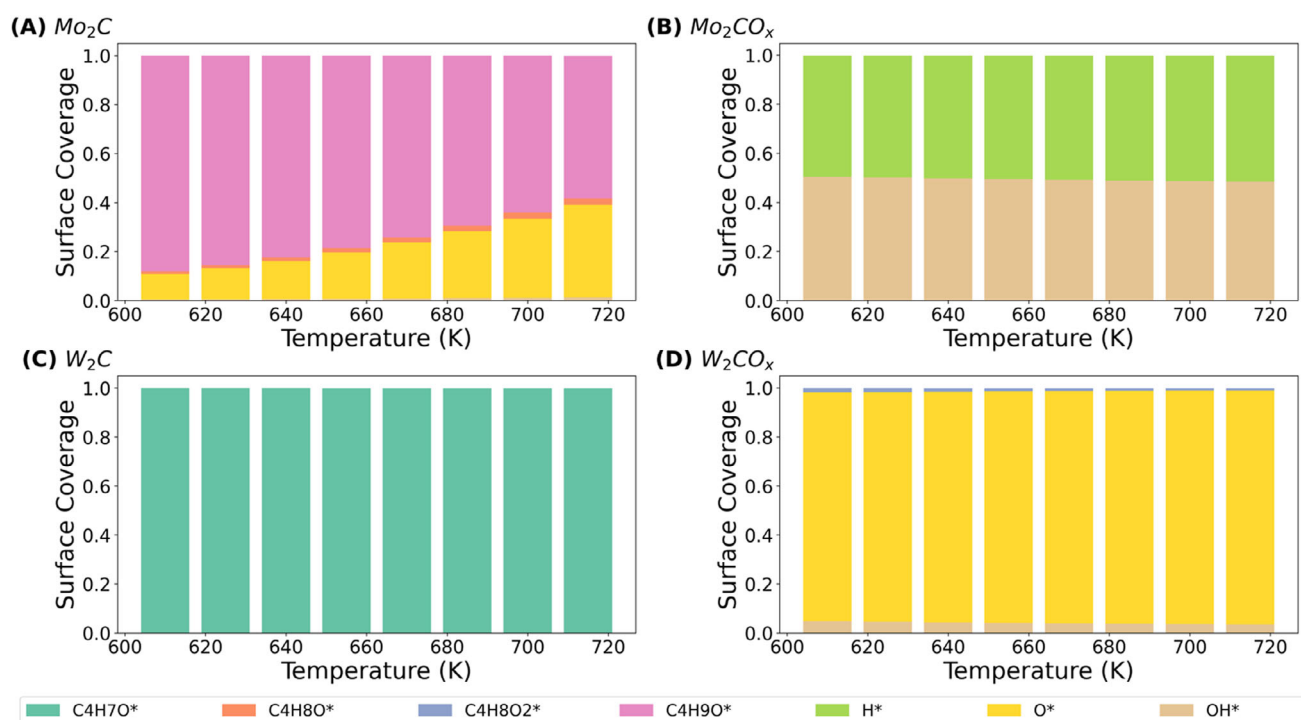 (A) Mo2C
(B) Mo2COx
Surface Coverage
1.0
0.8
0.6
0.4
0.2
0.0
600 620 640 660 680 700 720
Temperature (K)
Surface Coverage
1.0
0.8
0.6
0.4
0.2
0.0
600 620 640 660 680 700 720
Temperature (K)
(C) W2C
(D) W2COx
Surface Coverage
1.0
0.8
0.6
0.4
0.2
0.0
600 620 640 660 680 700 720
Temperature (K)
Surface Coverage
1.0
0.8
0.6
0.4
0.2
0.0
600 620 640 660 680 700 720
Temperature (K)
C4H7O* C4H8O* C4H8O2* C4H9O* H* O* OH*